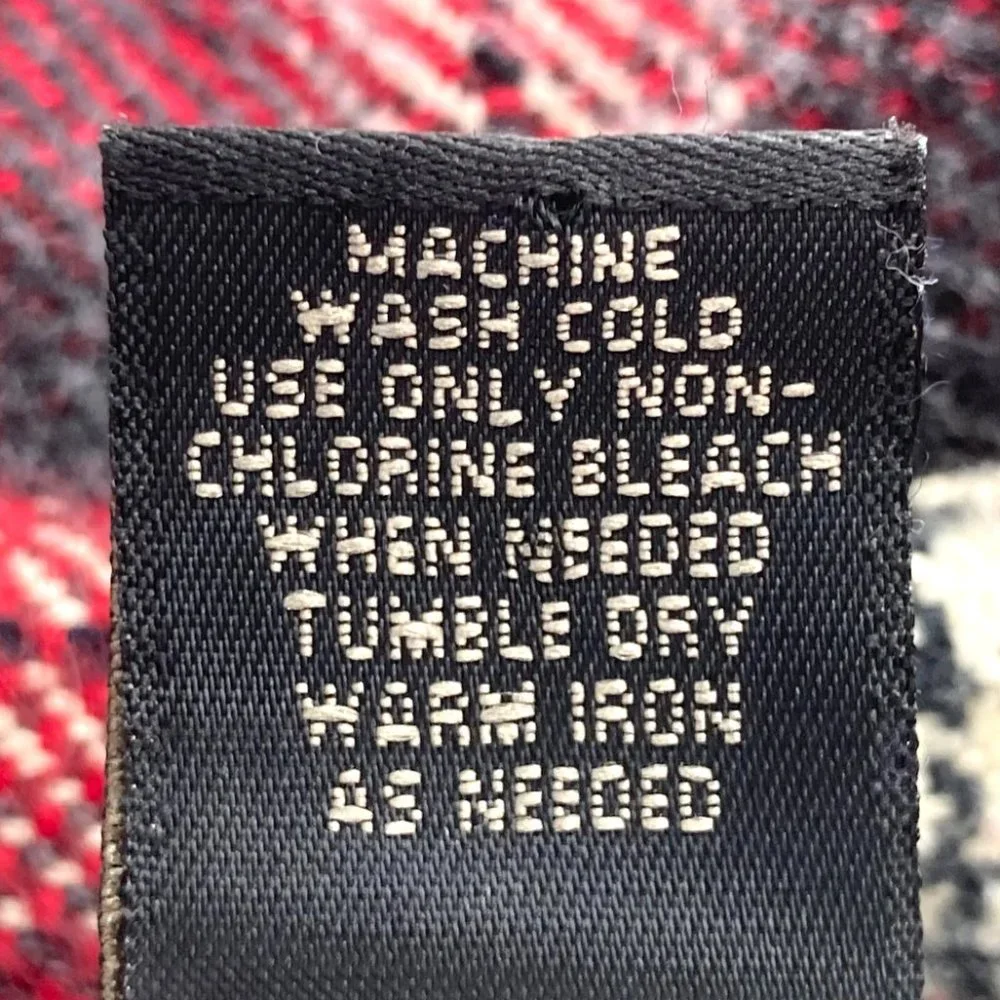 MACHINE
WASH COLD
USE ONLY NON-
CHLORINE BLEACH
WHEN NEEDED
TUMBLE DRY
WARM IRON
AS NEEDED